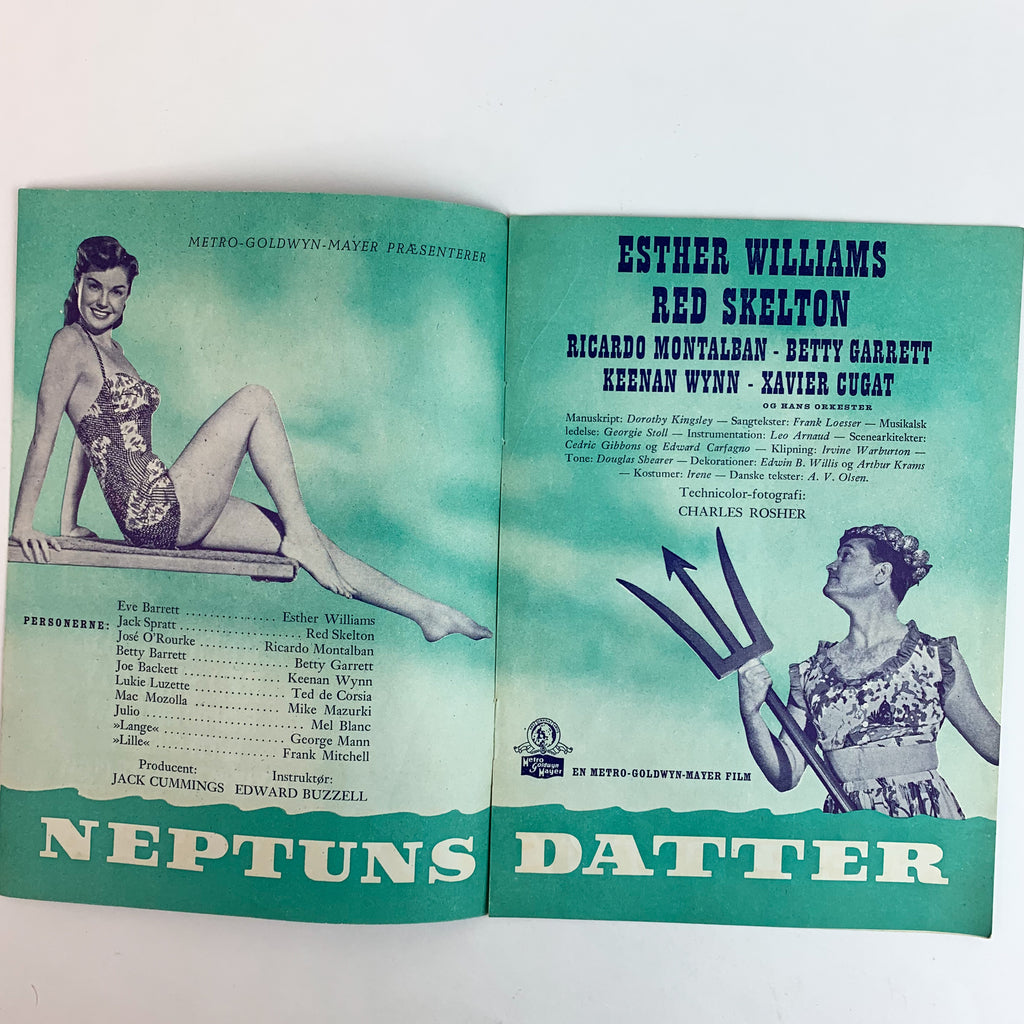 METRO-GOLDWYN-MAYER PRÆSENTERER
PERSONERNE:
Eve Barrett .............. Esther Williams
Jack Spratt .................... Red Skelton
José O'Rourke .......... Ricardo Montalban
Betty Barrett ................ Betty Garrett
Joe Backett ................. Keenan Wynn
Lukie Luzette ................ Ted de Corsia
Mac Mozolla ................ Mike Mazurki
Julio ........................... Mel Blanc
»Lange« .................... George Mann
»Lille« ...................... Frank Mitchell
Producent:
JACK CUMMINGS
Instruktør:
EDWARD BUZZELL
NEPTUNS
ESTHER WILLIAMS
RED SKELTON
RICARDO MONTALBAN - BETTY GARRETT
KEENAN WYNN - XAVIER CUGAT
OG HANS ORKESTER
Manuskript: Dorothy Kingsley — Sangtekster: Frank Loesser — Musikalsk
ledelse: Georgie Stoll — Instrumentation: Leo Arnaud — Scenearkitekter:
Cedric Gibbons og Edward Carfagno — Klipning: Irvine Warburton —
Tone: Douglas Shearer — Dekorationer: Edwin B. Willis og Arthur Krams
— Kostumer: Irene — Danske tekster: A. V. Olsen.
Technicolor-fotografi:
CHARLES ROSHER
Metro
Goldwyn
Mayer
EN METRO-GOLDWYN-MAYER FILM
DATTER